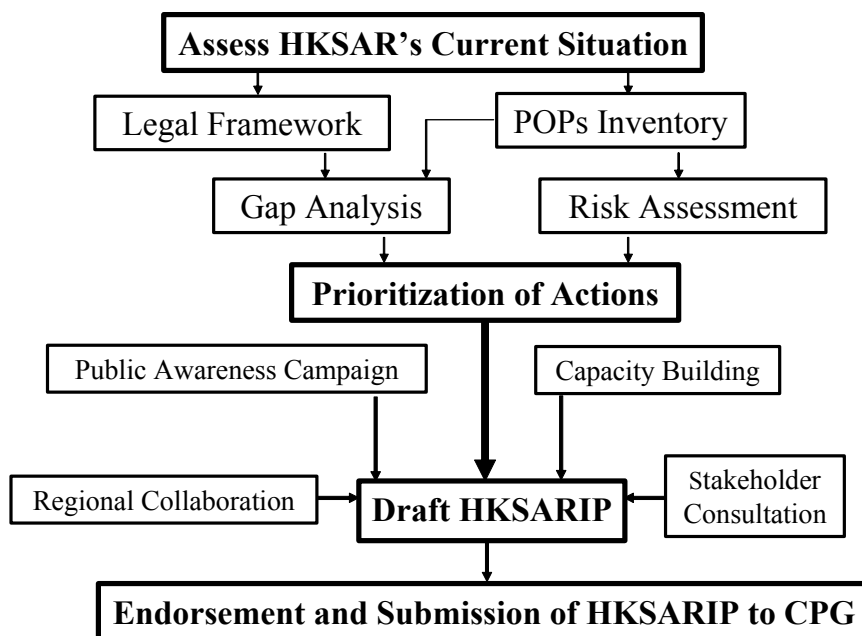 Assess HKSAR's Current Situation
Legal Framework
POPs Inventory
Gap Analysis
Risk Assessment
Prioritization of Actions
Public Awareness Campaign
Capacity Building
Regional Collaboration
Draft HKSARIP
Stakeholder
Consultation
Endorsement and Submission of HKSARIP to CPG